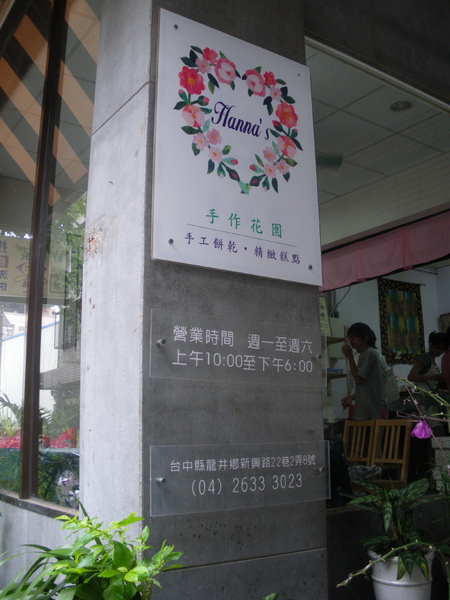 Hanna's
手作花園
手工餅乾・精緻糕點
營業時間 週一至週六
上午10:00至下午6:00
台中縣龍井鄉新興路22巷2弄8號
(04) 2633 3023